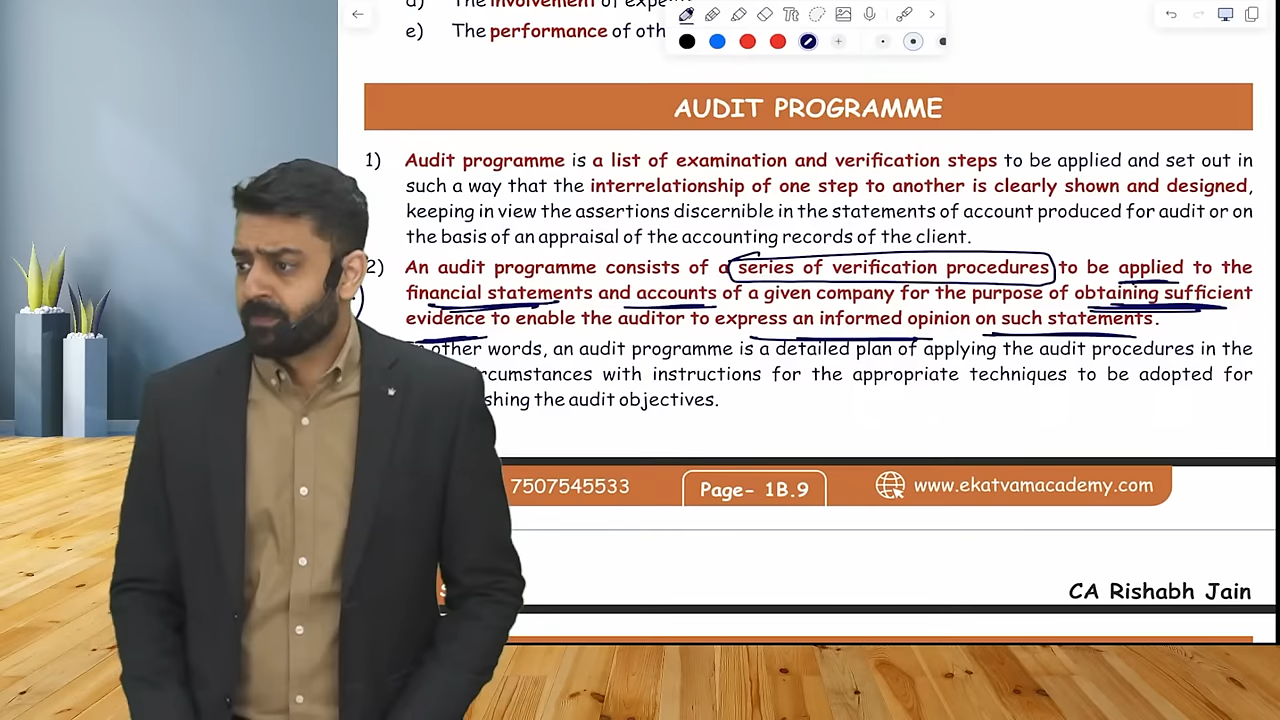 The involvement of
e) The performance of oth
AUDIT PROGRAMME
1) Audit programme is a list of examination and verification steps to be applied and set out in
such a way that the interrelationship of one step to another is clearly shown and designed,
keeping in view the assertions discernible in the statements of account produced for audit or on
the basis of an appraisal of the accounting records of the client.
2) An audit programme consists of a series of verification procedures to be applied to the
financial statements and accounts of a given company for the purpose of obtaining sufficient
evidence to enable the auditor to express an informed opinion on such statements.
other words, an audit programme is a detailed plan of applying the audit procedures in the
rcumstances with instructions for the appropriate techniques to be adopted for
shing the audit objectives.
7507545533 Page- 1B.9 www.ekatvamacademy.com
CA Rishabh Jain